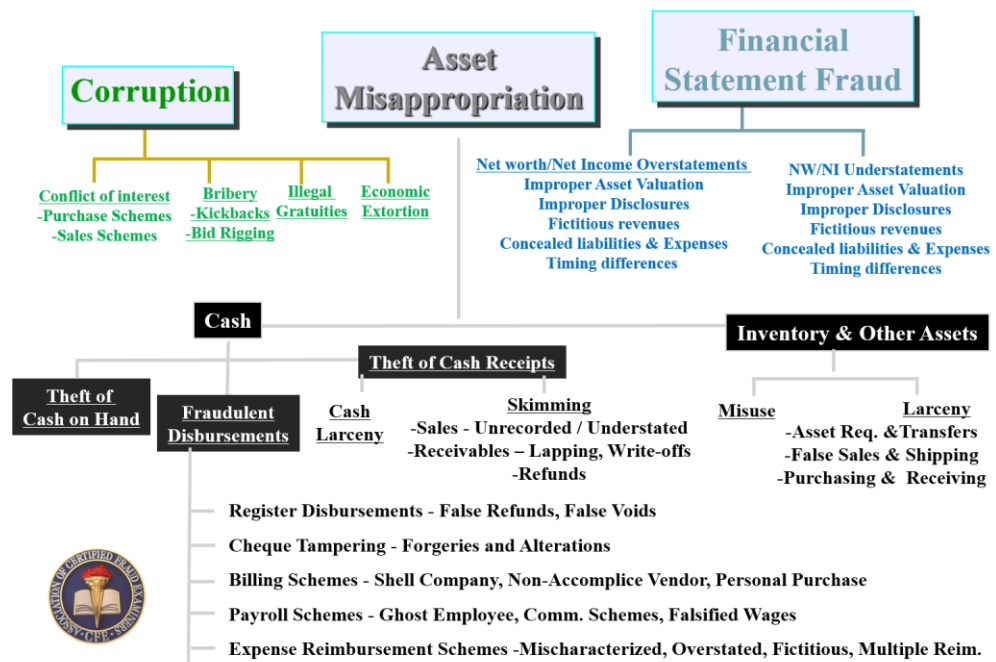 Corruption
Asset
Misappropriation
Financial
Statement Fraud
Conflict of interest
-Purchase Schemes
-Sales Schemes
Bribery
-Kickbacks
-Bid Rigging
Illegal
Gratuities
Economic
Extortion
Net worth/Net Income Overstatements
Improper Asset Valuation
Improper Disclosures
Fictitious revenues
Concealed liabilities & Expenses
Timing differences
NW/NI Understatements
Improper Asset Valuation
Improper Disclosures
Fictitious revenues
Concealed liabilities & Expenses
Timing differences
Cash
Inventory & Other Assets
Theft of
Cash on Hand
Fraudulent
Disbursements
Theft of Cash Receipts
Cash
Larceny
Skimming
-Sales - Unrecorded / Understated
-Receivables – Lapping, Write-offs
-Refunds
Misuse
Larceny
-Asset Req. &Transfers
-False Sales & Shipping
-Purchasing & Receiving
Register Disbursements - False Refunds, False Voids
Cheque Tampering - Forgeries and Alterations
Billing Schemes - Shell Company, Non-Accomplice Vendor, Personal Purchase
Payroll Schemes - Ghost Employee, Comm. Schemes, Falsified Wages
Expense Reimbursement Schemes -Mischaracterized, Overstated, Fictitious, Multiple Reim.
ASSOCIATION OF CERTIFIED FRAUD EXAMINERS
·CFE·